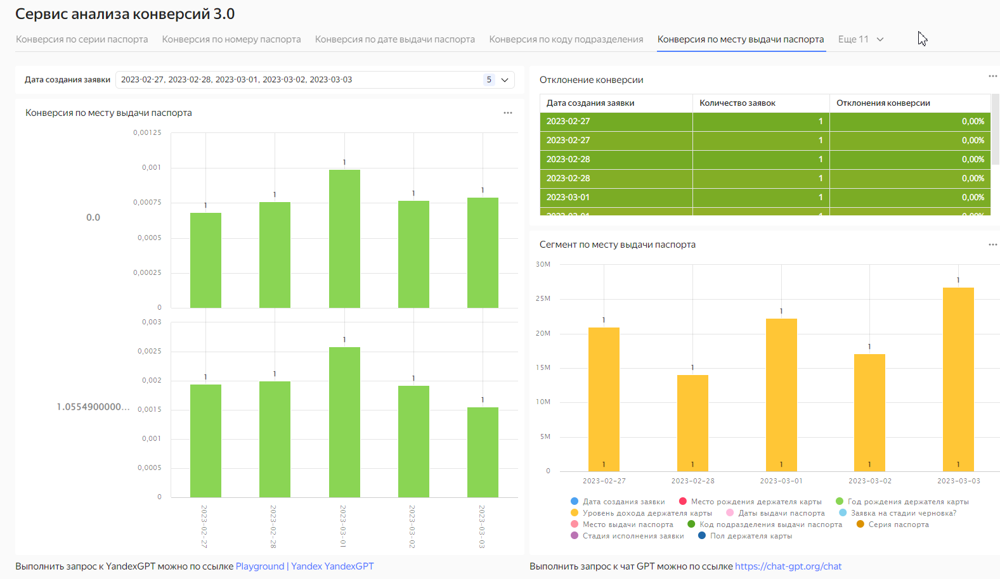 Сервис анализа конверсий 3.0
Конверсия по серии паспорта Конверсия по номеру паспорта Конверсия по дате выдачи паспорта Конверсия по коду подразделения Конверсия по месту выдачи паспорта Еще 11
Дата создания заявки 2023-02-27, 2023-02-28, 2023-03-01, 2023-03-02, 2023-03-03 5
Конверсия по месту выдачи паспорта
0,00125
0,001
0,00075
0,0005
0,00025
0
0.0
1 1 1 1 1
0,003
0,0025
0,002
0,0015
0,001
0,0005
0
1.0554900000...
1 1 1 1 1
2023-02-27 2023-02-28 2023-03-01 2023-03-02 2023-03-03
Отклонение конверсии
Дата создания заявки Количество заявок Отклонения конверсии
2023-02-27 1 0,00%
2023-02-27 1 0,00%
2023-02-28 1 0,00%
2023-02-28 1 0,00%
2023-03-01 1 0,00%
2023-03-01 1 0,00%
Сегмент по месту выдачи паспорта
30M
25M
20M
15M
10M
5M
0
1 1 1 1 1
1 1 1 1 1
2023-02-27 2023-02-28 2023-03-01 2023-03-02 2023-03-03
Дата создания заявки Место рождения держателя карты Год рождения держателя карты
Уровень дохода держателя карты Даты выдачи паспорта Заявка на стадии черновка?
Место выдачи паспорта Код подразделения выдачи паспорта Серия паспорта
Стадия исполнения заявки Пол держателя карты
Выполнить запрос к YandexGPT можно по ссылке Playground | Yandex YandexGPT
Выполнить запрос к чат GPT можно по ссылке https://chat-gpt.org/chat